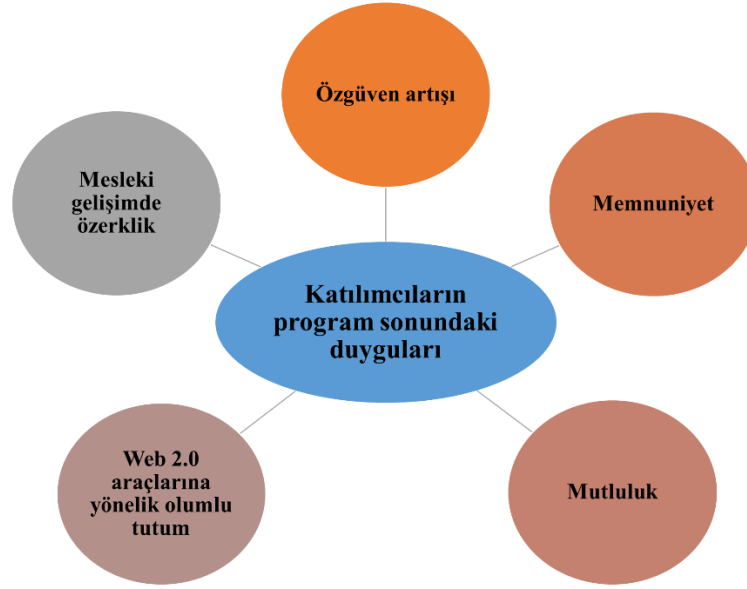 Özgüven artışı
Memnuniyet
Mutluluk
Web 2.0
araçlarına
yönelik olumlu
tutum
Mesleki
gelişimde
özerklik
Katılımcıların
program sonundaki
duyguları